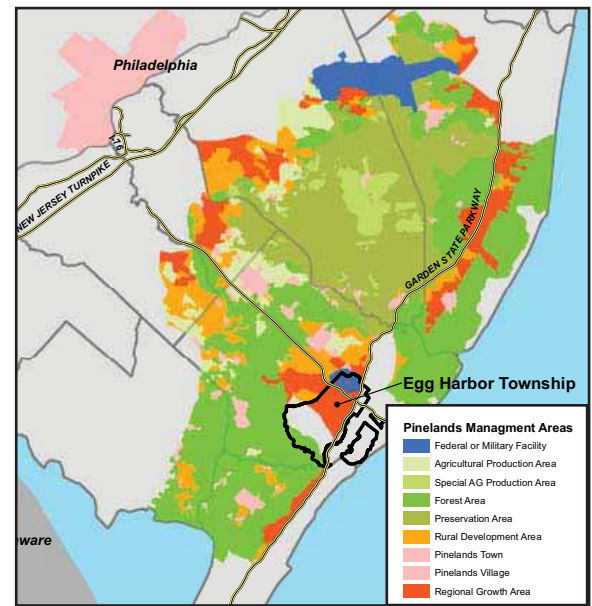 Philadelphia
I-76
NEW JERSEY TURNPIKE
GARDEN STATE PARKWAY
Egg Harbor Township
Pinelands Managment Areas
Federal or Military Facility
Agricultural Production Area
Special AG Production Area
Forest Area
Preservation Area
Rural Development Area
Pinelands Town
Pinelands Village
Regional Growth Area
ware